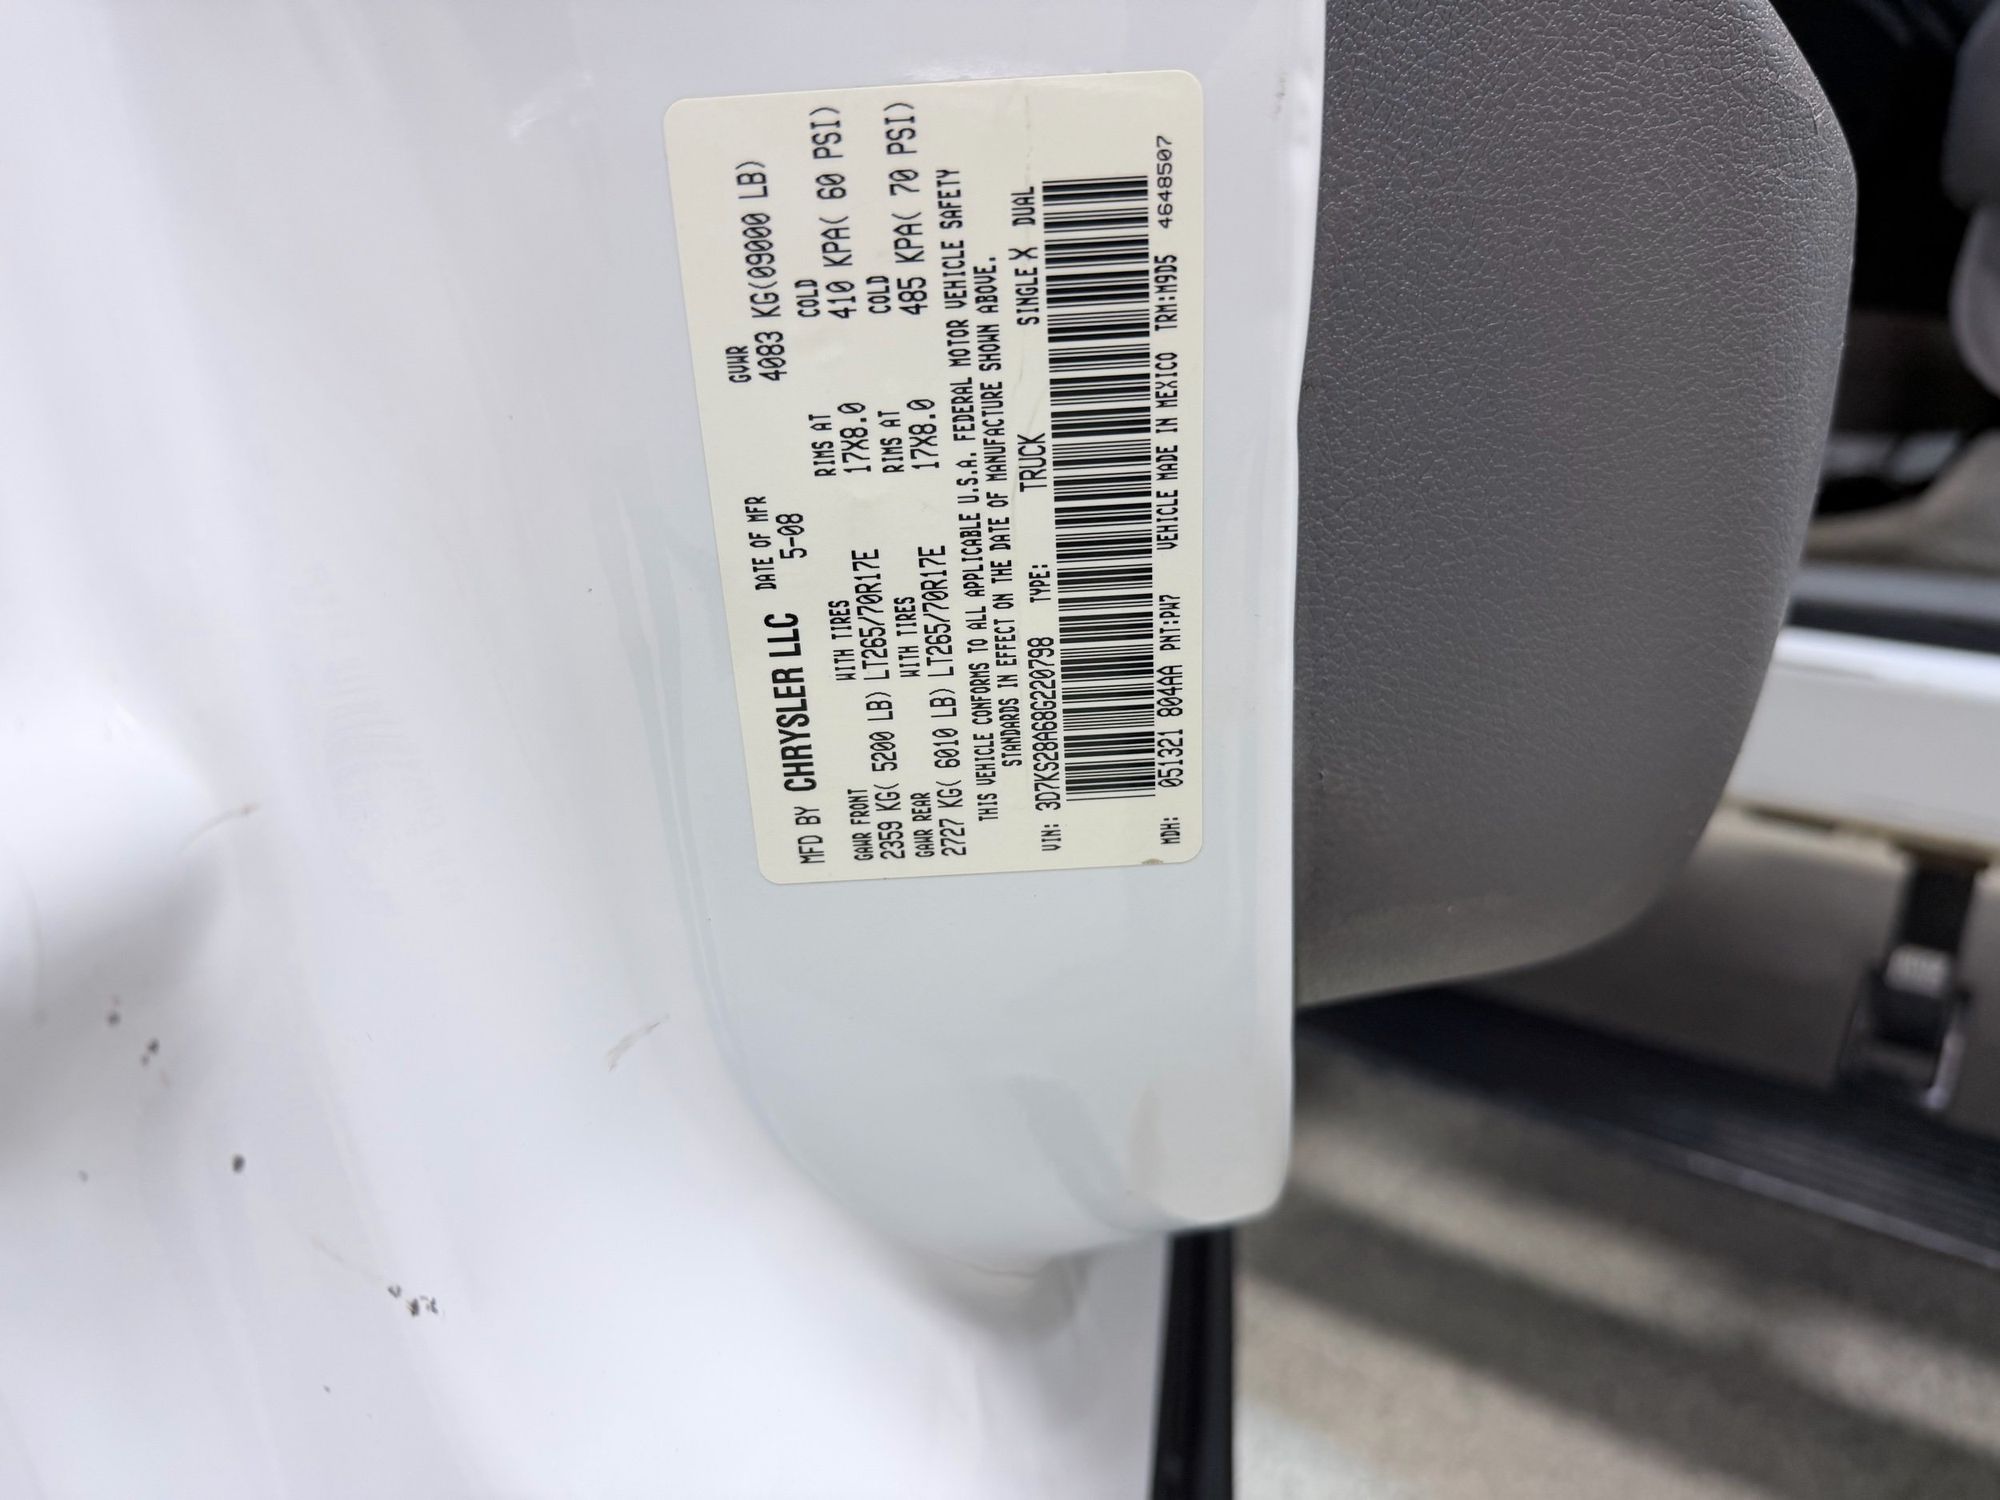 MFD BY CHRYSLER LLC DATE OF MFR 5-08 GVWR 4083 KG(09000 LB)
GAWR FRONT WITH TIRES RIMS AT COLD
2359 KG( 5200 LB) LT265/70R17E 17X8.0 410 KPA( 60 PSI)
GAWR REAR WITH TIRES RIMS AT COLD
2727 KG( 6010 LB) LT265/70R17E 17X8.0 485 KPA( 70 PSI)
THIS VEHICLE CONFORMS TO ALL APPLICABLE U.S.A. FEDERAL MOTOR VEHICLE SAFETY
STANDARDS IN EFFECT ON THE DATE OF MANUFACTURE SHOWN ABOVE.
VIN: 3D7KS28A68G220798 TYPE: TRUCK SINGLE X DUAL
MDH: 051321 804AA PNT:PW7 VEHICLE MADE IN MEXICO TRM:M9D5 4648507